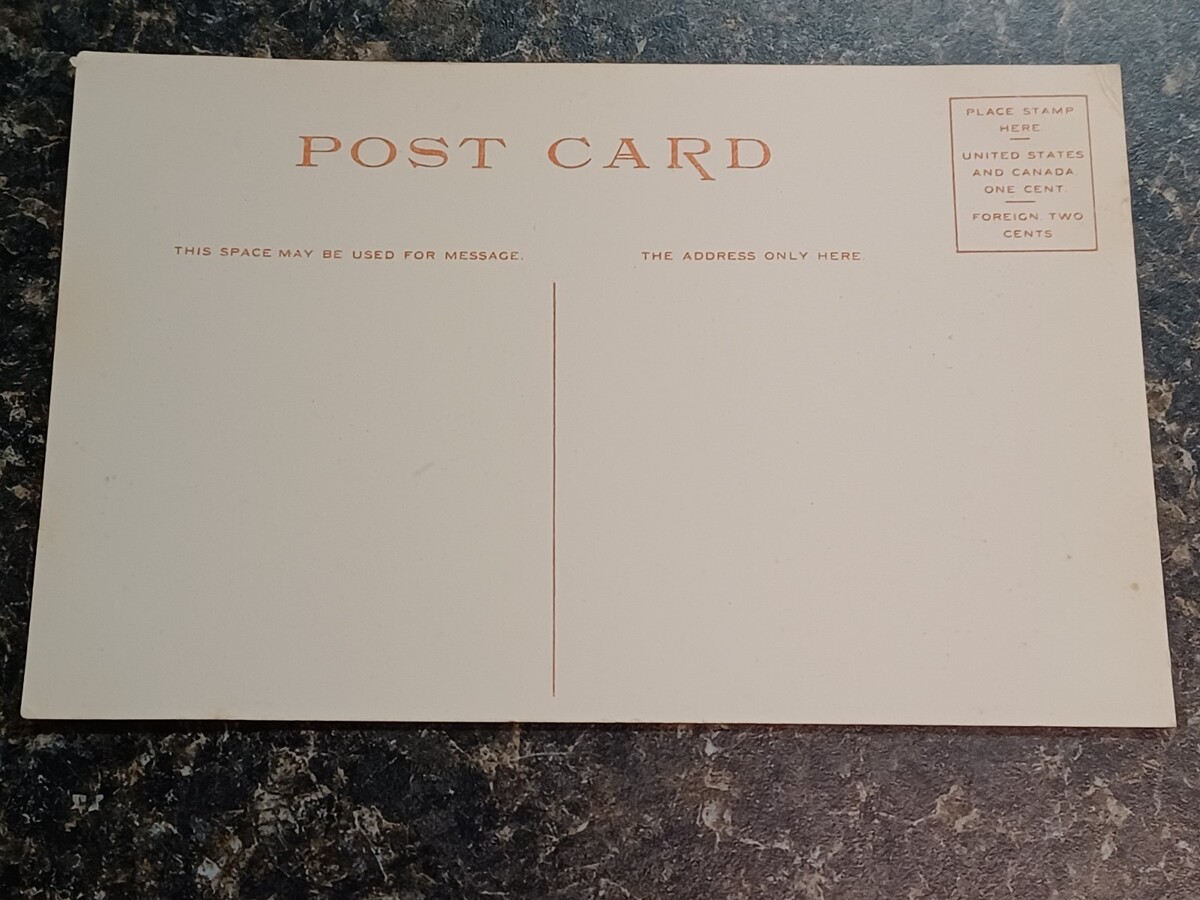 POST CARD
PLACE STAMP
HERE
UNITED STATES
AND CANADA
ONE CENT.
FOREIGN, TWO
CENTS
THIS SPACE MAY BE USED FOR MESSAGE.
THE ADDRESS ONLY HERE.